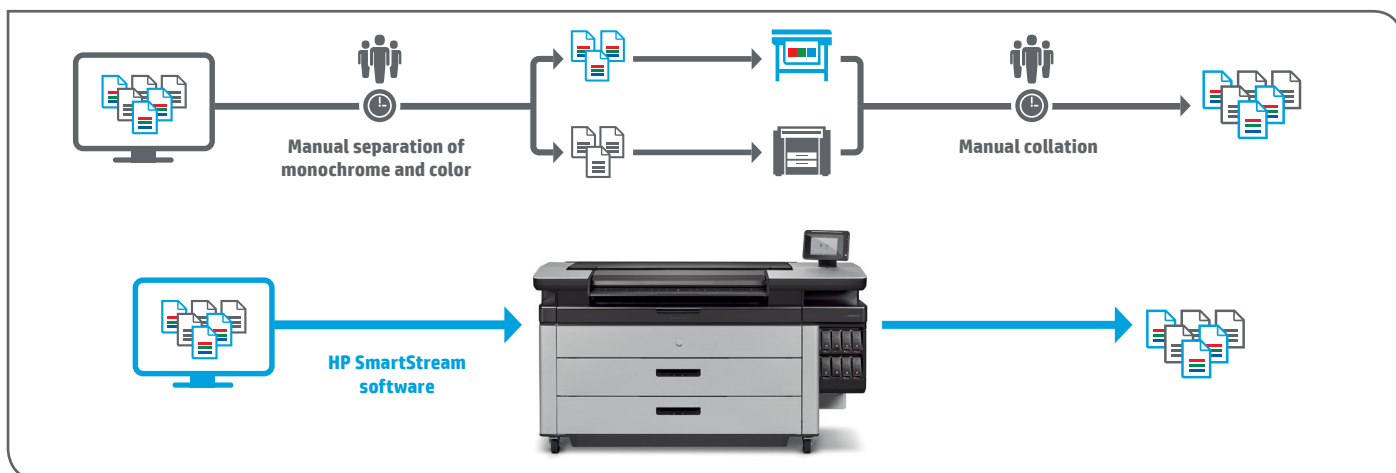 Manual separation of
monochrome and color
Manual collation
HP SmartStream
software